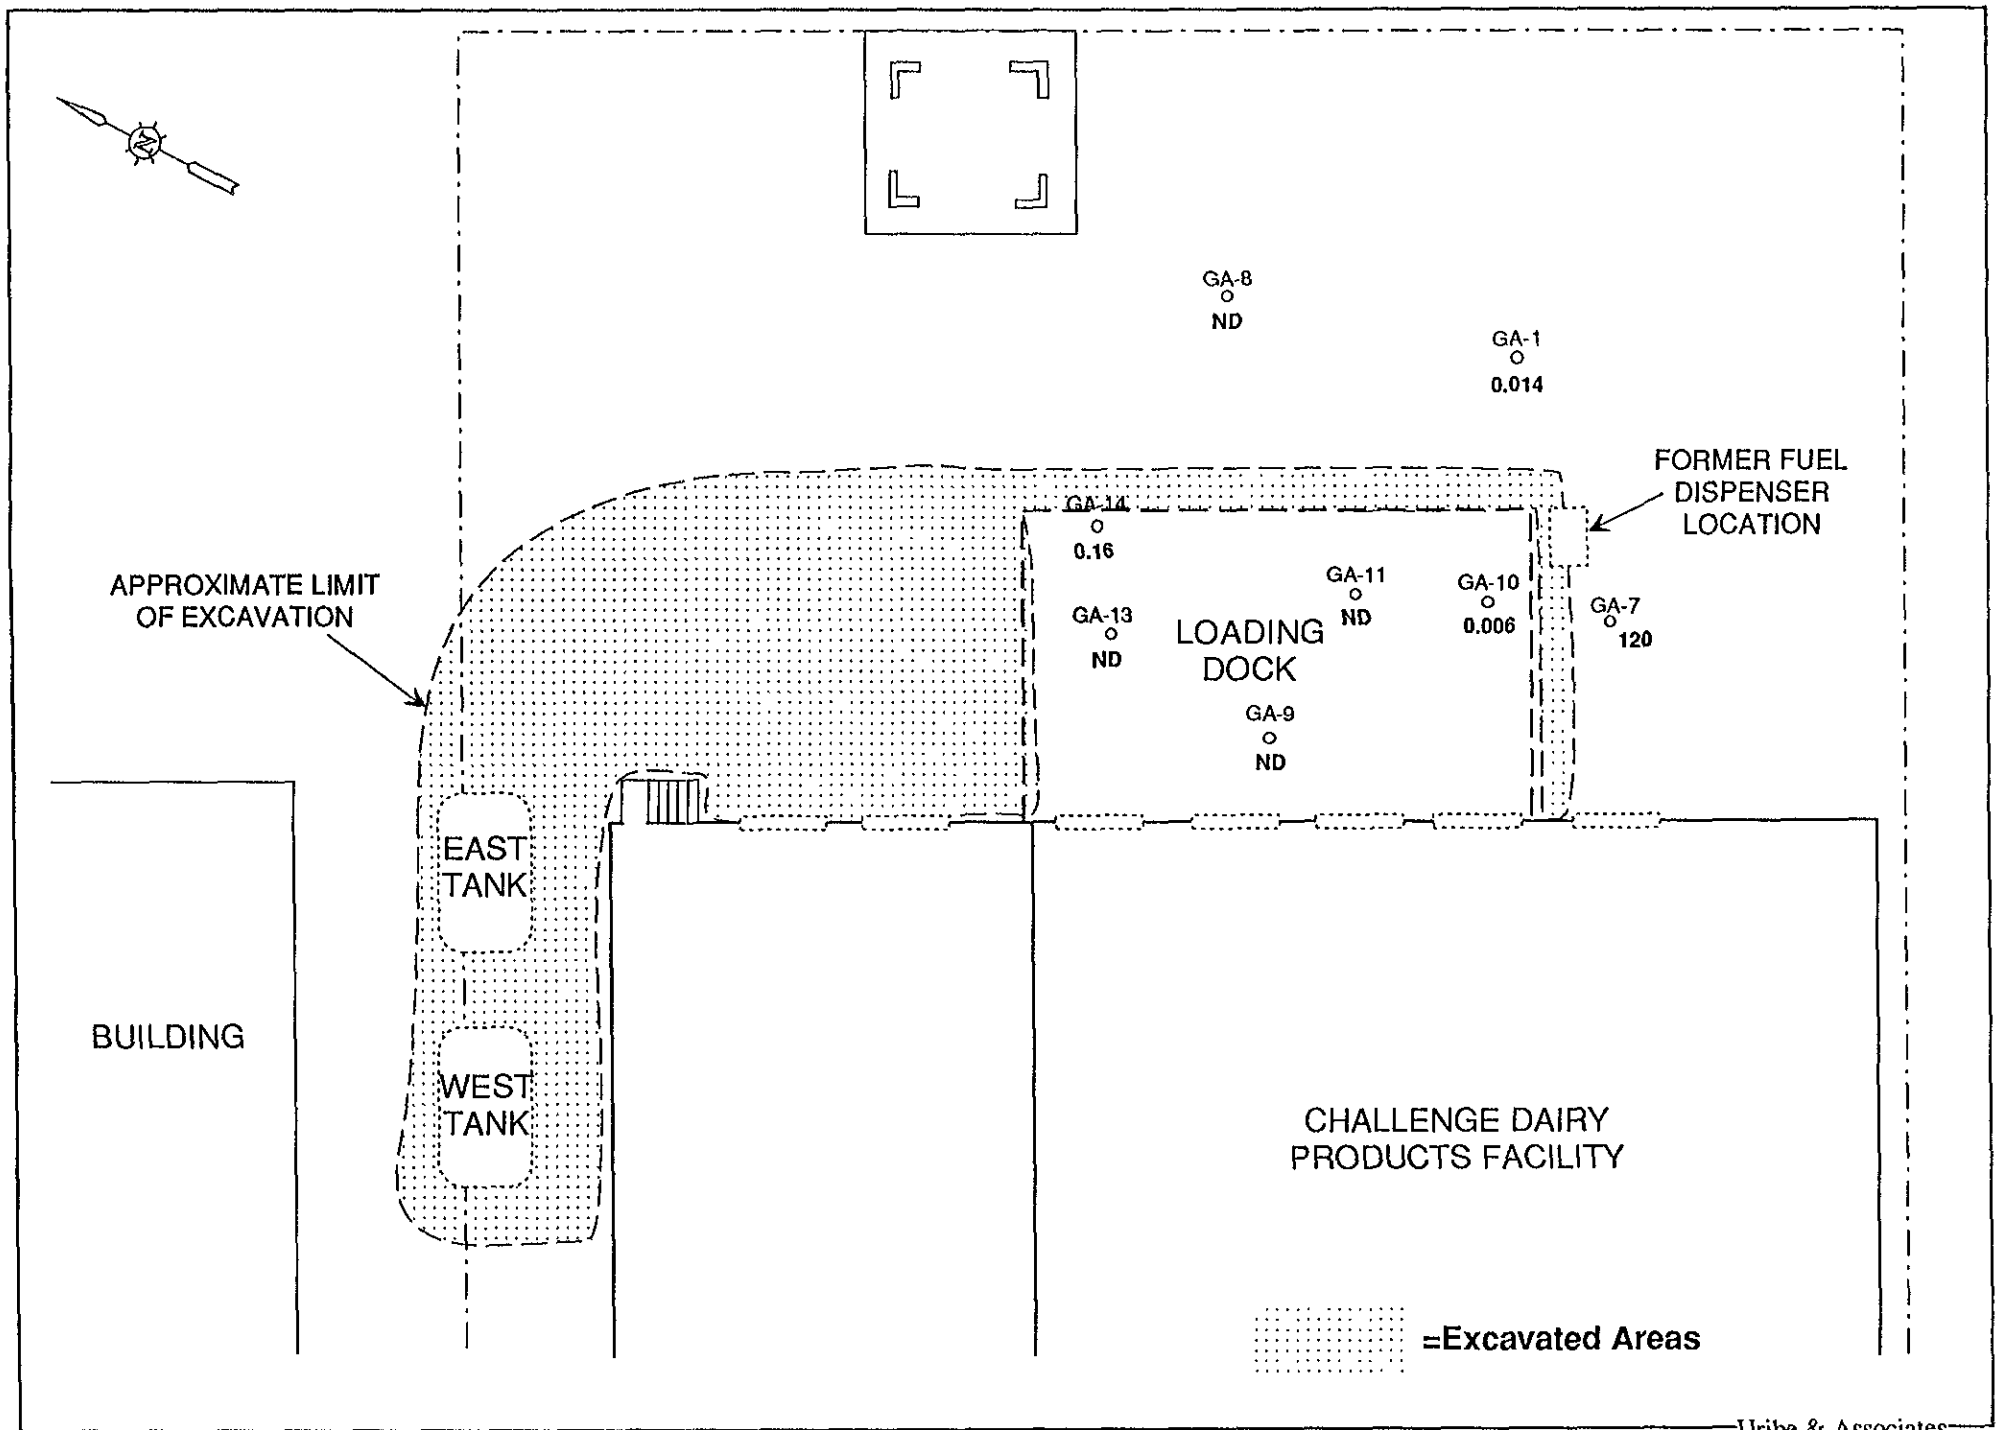 N
GA-8
ND
GA-1
0.014
FORMER FUEL
DISPENSER
LOCATION
GA-14
0.16
APPROXIMATE LIMIT
OF EXCAVATION
GA-11
ND
GA-10
0.006
GA-7
120
GA-13
ND
LOADING
DOCK
GA-9
ND
EAST
TANK
BUILDING
WEST
TANK
CHALLENGE DAIRY
PRODUCTS FACILITY
=Excavated Areas
Uribe & Associates